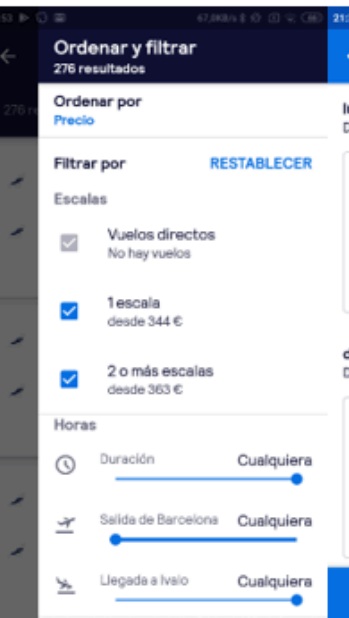 Ordenar y filtrar
276 resultados
Ordenar por
Precio
Filtrar por RESTABLECER
Escalas
Vuelos directos
No hay vuelos
1 escala
desde 344 €
2 o más escalas
desde 363 €
Horas
Duración Cualquiera
Salida de Barcelona Cualquiera
Llegada a Ivalo Cualquiera